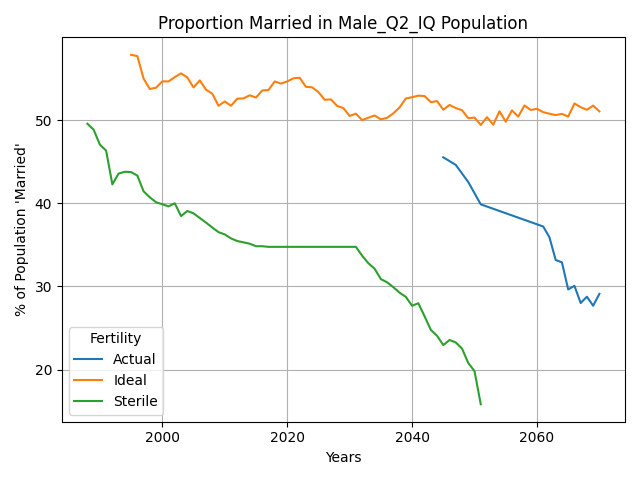 Proportion Married in Male_Q2_IQ Population
% of Population 'Married'
50
40
30
20
Fertility
Actual
Ideal
Sterile
2000
2020
2040
2060
Years